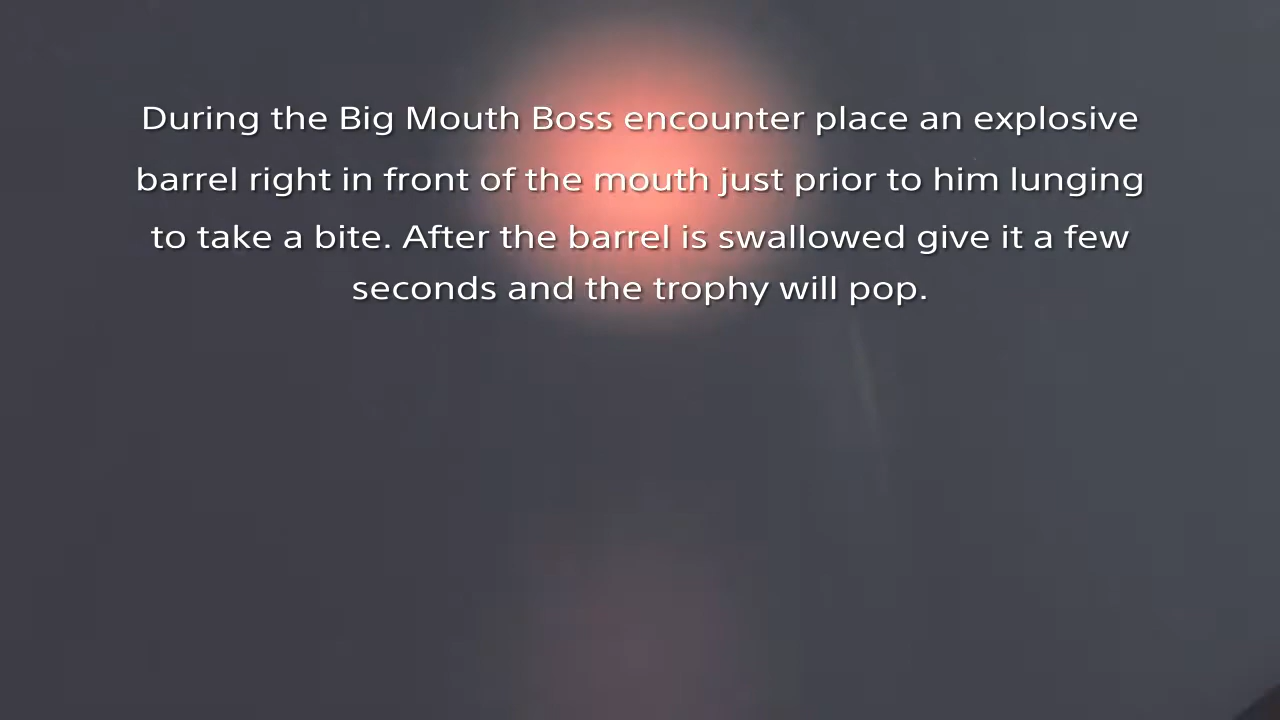 During the Big Mouth Boss encounter place an explosive
barrel right in front of the mouth just prior to him lunging
to take a bite. After the barrel is swallowed give it a few
seconds and the trophy will pop.